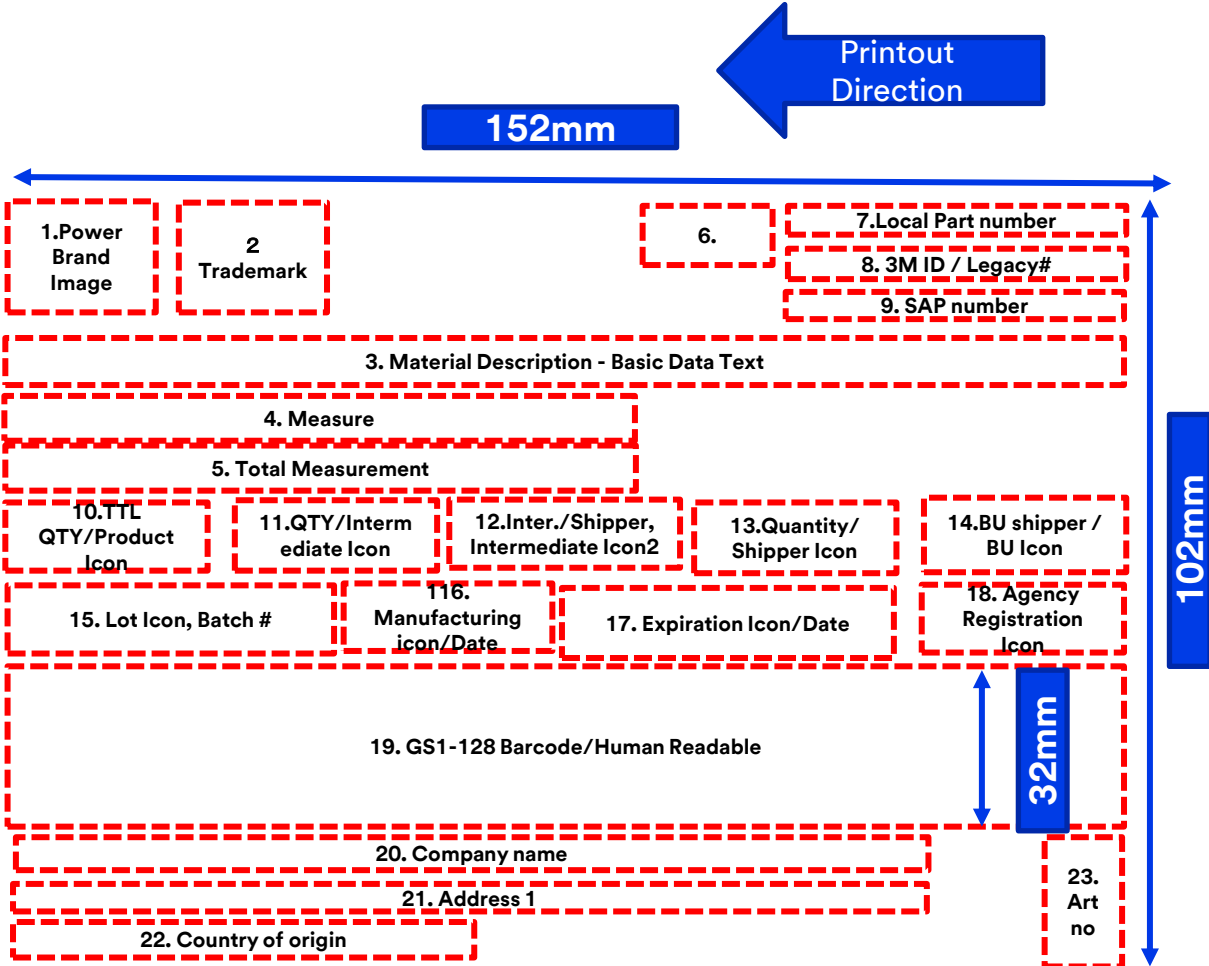 Printout
Direction
152mm
1.Power
Brand
Image
2
Trademark
6.
7.Local Part number
8. 3M ID / Legacy#
9. SAP number
3. Material Description - Basic Data Text
4. Measure
5. Total Measurement
102mm
10.TTL
QTY/Product
Icon
11.QTY/Interm
ediate Icon
12.Inter./Shipper,
Intermediate Icon2
13.Quantity/
Shipper Icon
14.BU shipper /
BU Icon
15. Lot Icon, Batch #
116.
Manufacturing
icon/Date
17. Expiration Icon/Date
18. Agency
Registration
Icon
19. GS1-128 Barcode/Human Readable
32mm
20. Company name
21. Address 1
22. Country of origin
23.
Art
no